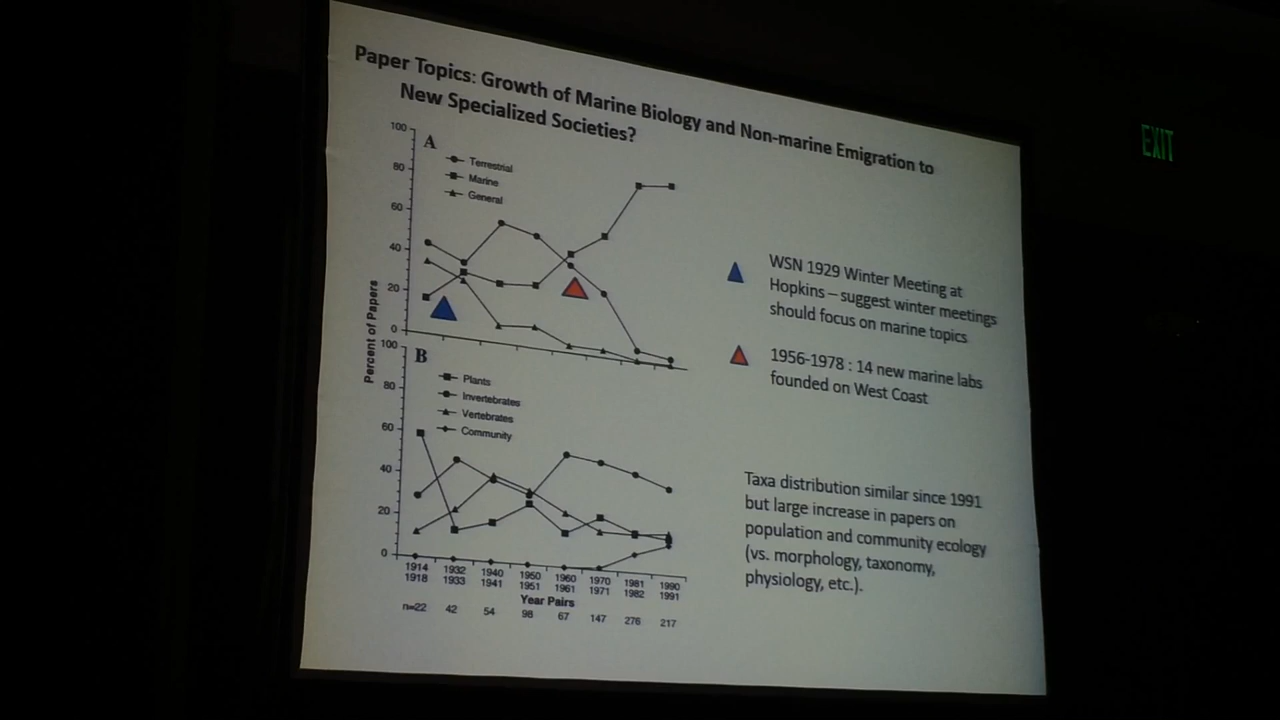 Paper Topics: Growth of Marine Biology and Non-marine Emigration to
New Specialized Societies?
EXIT
100
A
80
60
40
20
0
Terrestrial
Marine
General
Percent of Papers
100
B
80
60
40
20
0
Plants
Invertebrates
Vertebrates
Community
1914 1932 1940 1950 1960 1970 1981 1990
1918 1933 1941 1951 1961 1971 1982 1991
Year Pairs
n=22 42 54 98 67 147 276 217
WSN 1929 Winter Meeting at
Hopkins – suggest winter meetings
should focus on marine topics
1956-1978 : 14 new marine labs
founded on West Coast
Taxa distribution similar since 1991
but large increase in papers on
population and community ecology
(vs. morphology, taxonomy,
physiology, etc.).